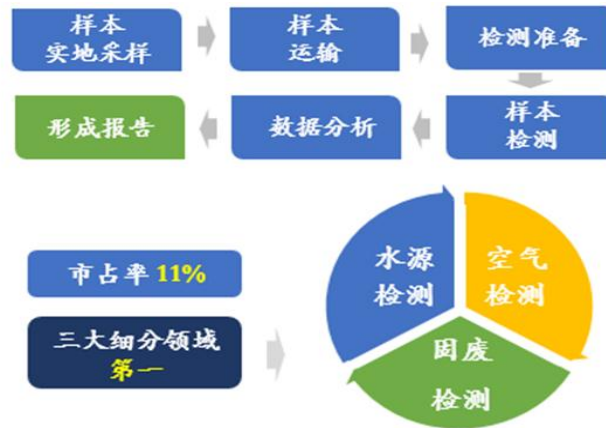 样本
实地采样
样本
运输
检测准备
样本
检测
数据分析
形成报告
市占率 11%
三大细分领域
第一
水源
检测
空气
检测
固废
检测